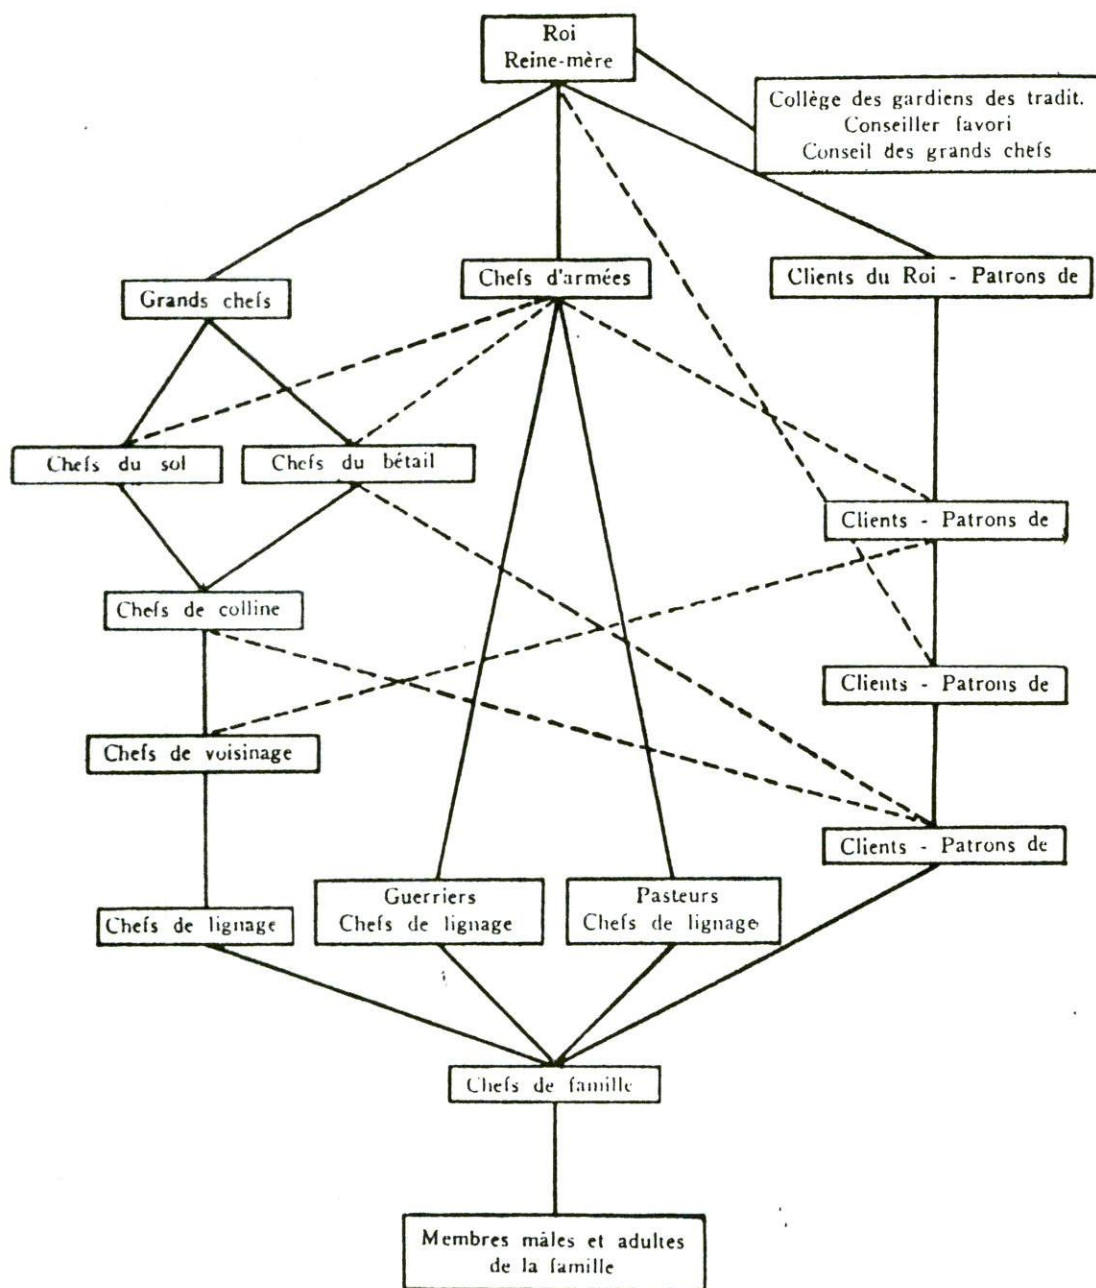 Roi
Reine-mère
Collège des gardiens des tradit.
Conseiller favori
Conseil des grands chefs
Grands chefs
Chefs d'armées
Clients du Roi - Patrons de
Chefs du sol
Chefs du bétail
Clients - Patrons de
Chefs de colline
Clients - Patrons de
Chefs de voisinage
Clients - Patrons de
Chefs de lignage
Guerriers
Chefs de lignage
Pasteurs
Chefs de lignage
Chefs de famille
Membres mâles et adultes
de la famille